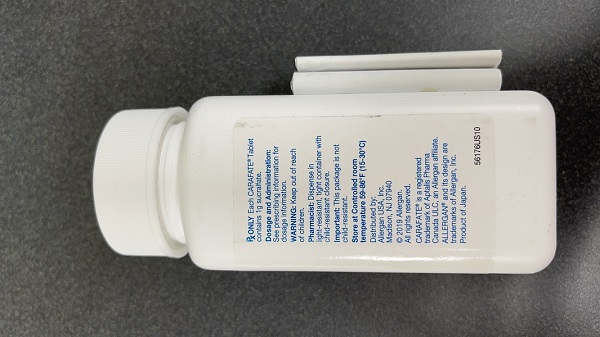 ℞ ONLY Each CARAFATE® Tablet
contains 1g sucralfate.
Dosage and Administration:
See prescribing information for
dosage information.
WARNING: Keep out of reach
of children.
Pharmacist: Dispense in
light-resistant, tight container with
child-resistant closure.
Important: This package is not
child-resistant.
Store at Controlled room
temperature 59-86° F (15-30°C)
Distributed by:
Allergan USA, Inc.
Madison, NJ 07940
© 2019 Allergan.
All rights reserved.
CARAFATE® is a registered
trademark of Aptalis Pharma
Canada ULC, an Allergan affiliate.
ALLERGAN® and its design are
trademarks of Allergan, Inc.
Product of Japan.
56176US10